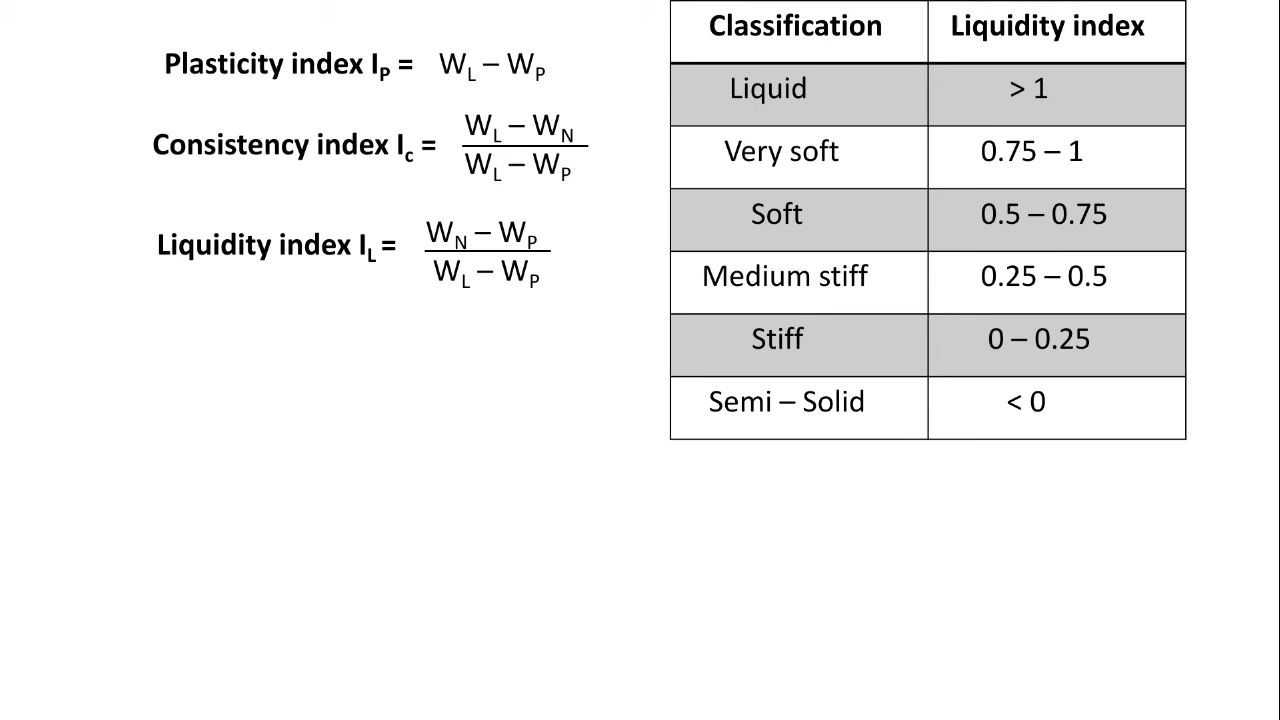 Plasticity index I_P = W_L – W_P
Consistency index I_c =
W_L – W_N
W_L – W_P
Liquidity index I_L =
W_N – W_P
W_L – W_P
Classification Liquidity index
Liquid > 1
Very soft 0.75 – 1
Soft 0.5 – 0.75
Medium stiff 0.25 – 0.5
Stiff 0 – 0.25
Semi – Solid < 0